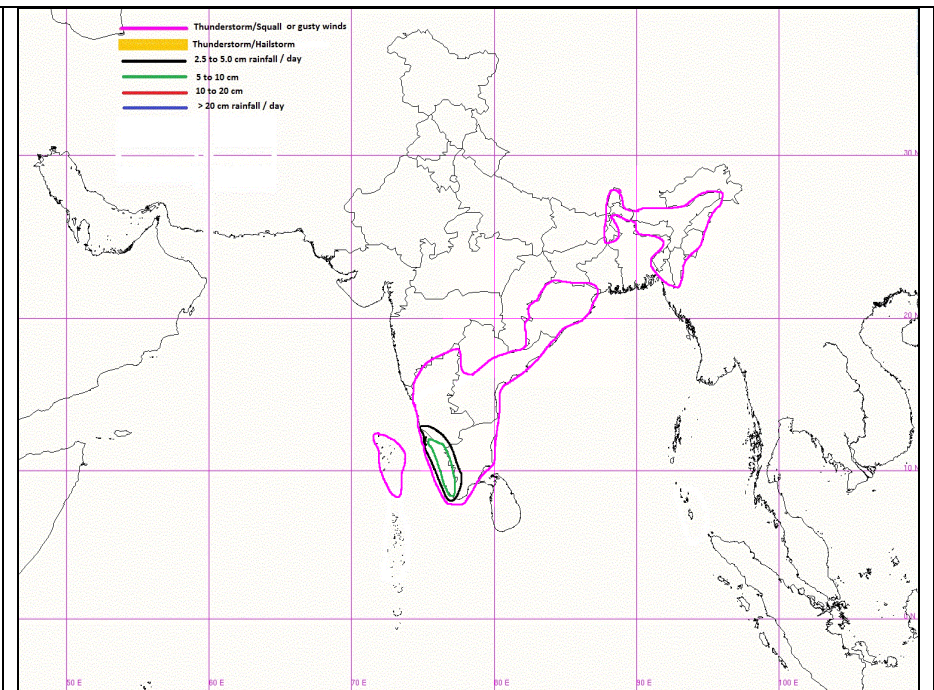 Thunderstorm/Squall or gusty winds
Thunderstorm/Hailstorm
2.5 to 5.0 cm rainfall / day
5 to 10 cm
10 to 20 cm
> 20 cm rainfall / day
30 N
20 N
10 N
50 E
60 E
70 E
80 E
90 E
100 E